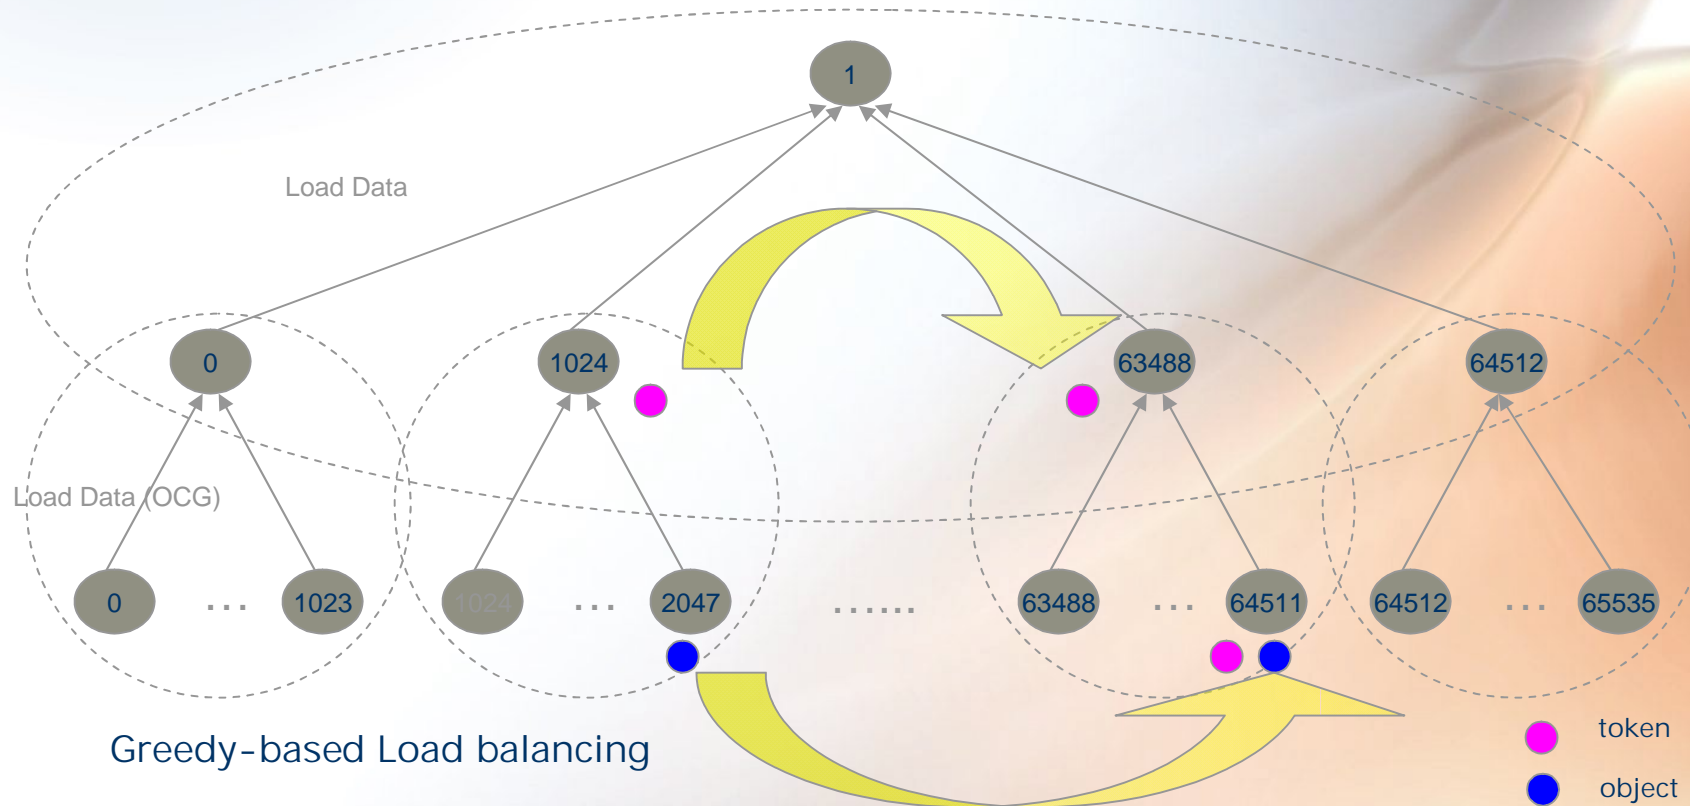 1
Load Data
0
1024
63488
64512
Load Data (OCG)
0 ... 1023
1024 ... 2047
......
63488 ... 64511
64512 ... 65535
Greedy-based Load balancing
token
object